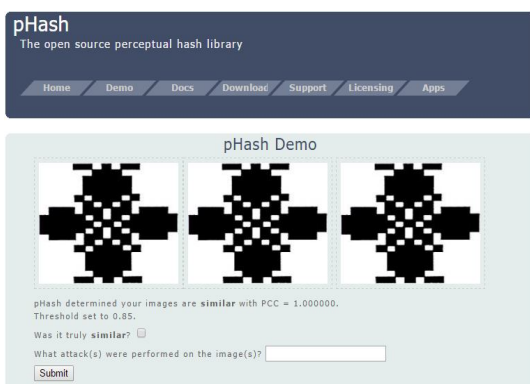 pHash
The open source perceptual hash library
Home Demo Docs Download Support Licensing Apps
pHash Demo
pHash determined your images are similar with PCC = 1.000000.
Threshold set to 0.85.
Was it truly similar?
What attack(s) were performed on the image(s)?
Submit